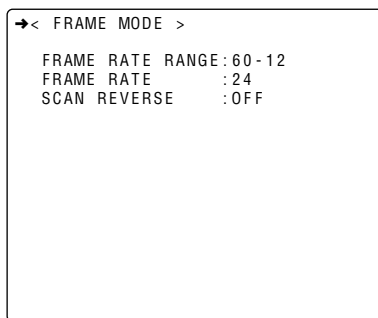 ➔< FRAME MODE >
FRAME RATE RANGE:60-12
FRAME RATE :24
SCAN REVERSE :OFF